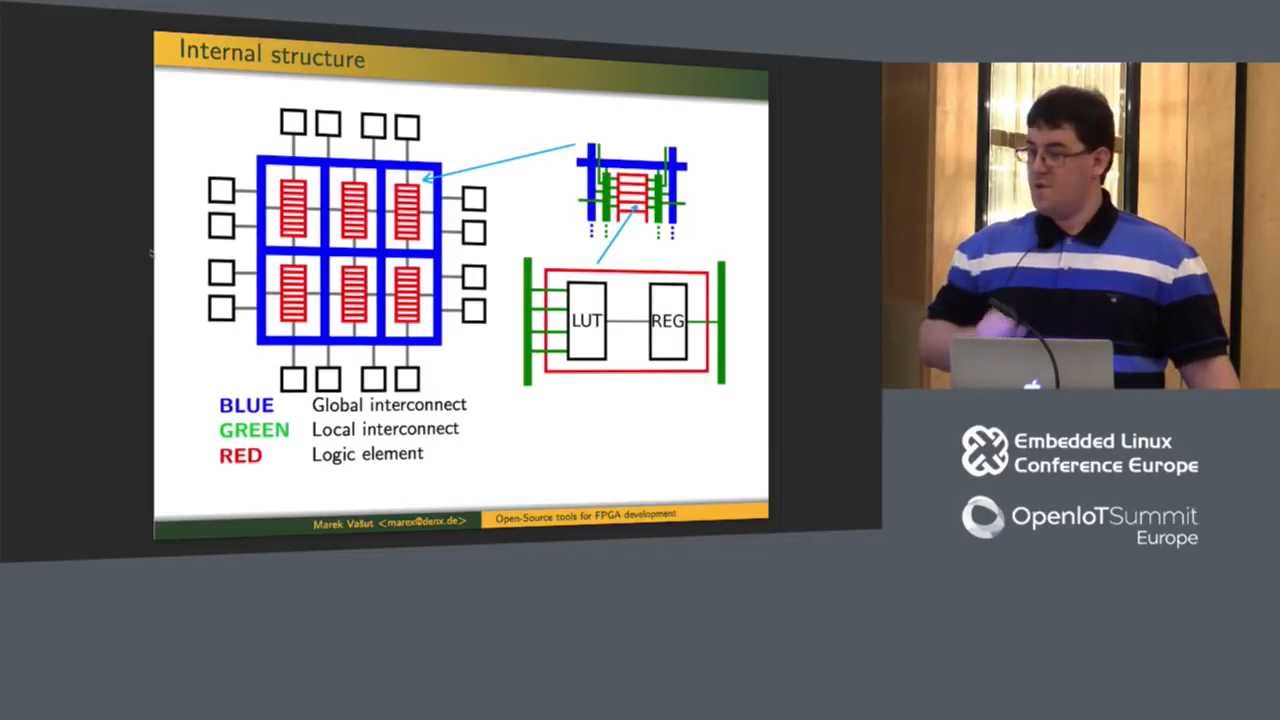 Internal structure
LUT
REG
BLUE Global interconnect
GREEN Local interconnect
RED Logic element
Marek Vašut <marex@denx.de>
Open-Source tools for FPGA development
Embedded Linux
Conference Europe
OpenIoTSummit
Europe